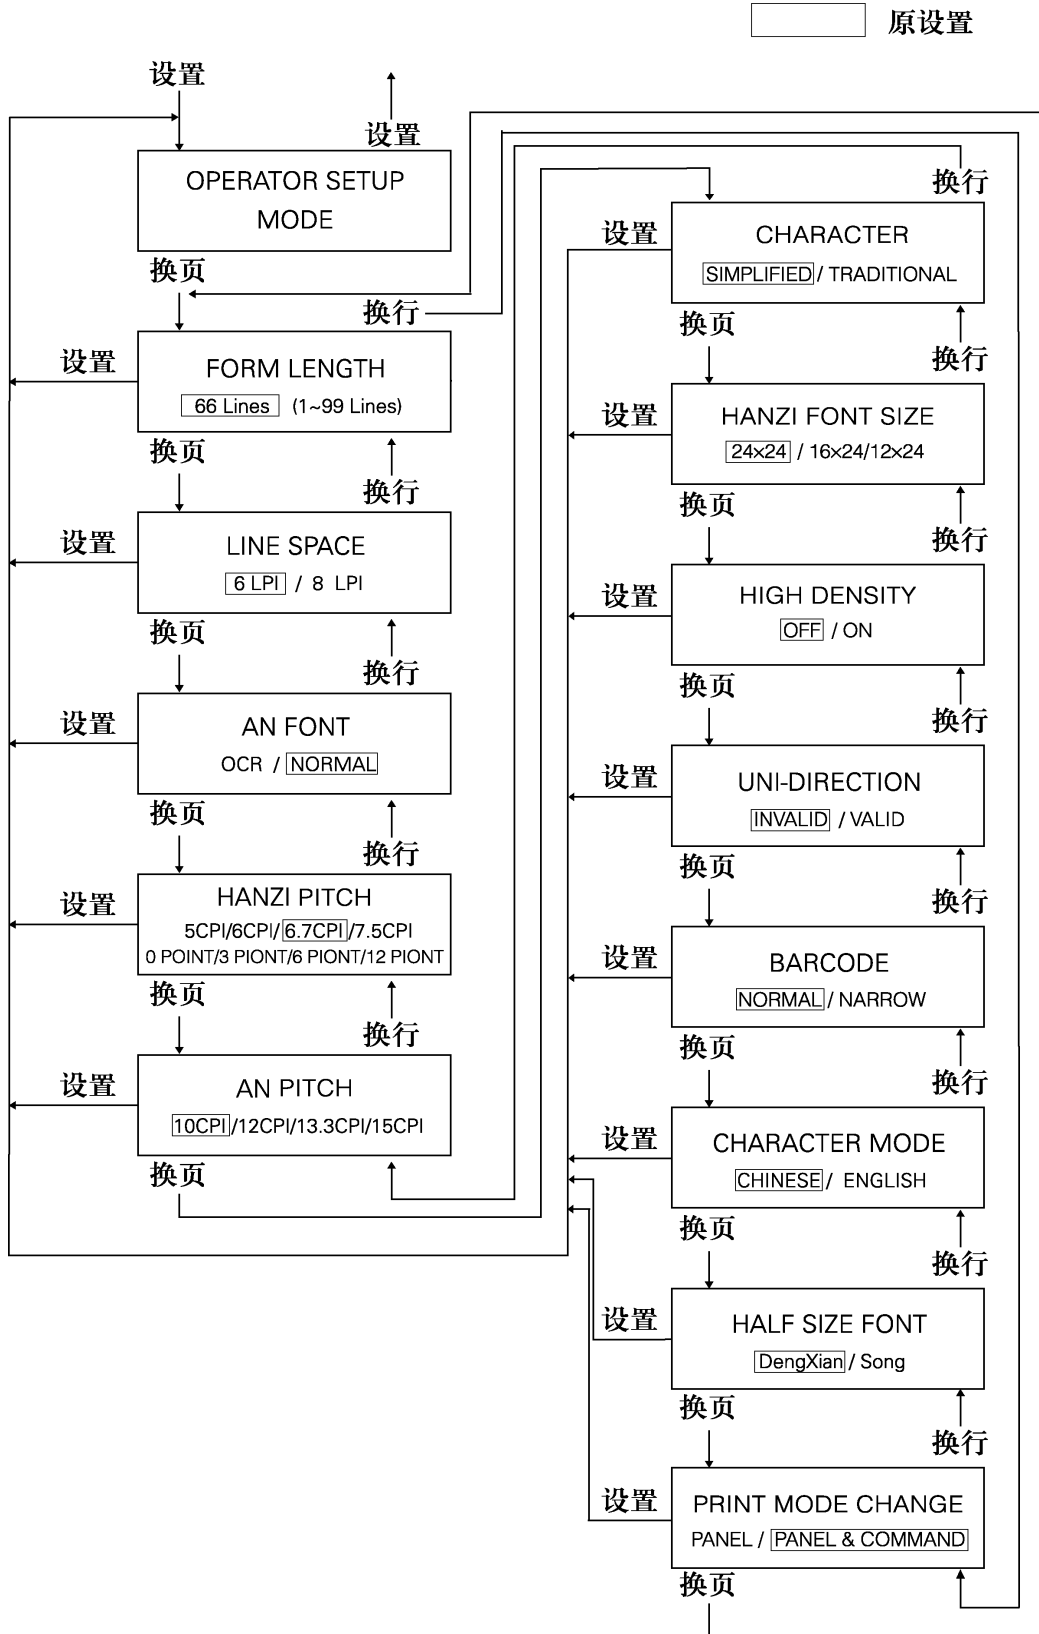 原设置
设置
设置
OPERATOR SETUP
MODE
换页
换行
设置
FORM LENGTH
66 Lines (1~99 Lines)
换页
换行
设置
LINE SPACE
6 LPI / 8 LPI
换页
换行
设置
AN FONT
OCR / NORMAL
换页
换行
设置
HANZI PITCH
5CPI/6CPI/6.7CPI/7.5CPI
0 POINT/3 PIONT/6 PIONT/12 PIONT
换页
换行
设置
AN PITCH
10CPI/12CPI/13.3CPI/15CPI
换页
换行
设置
CHARACTER
SIMPLIFIED / TRADITIONAL
换页
换行
设置
HANZI FONT SIZE
24×24 / 16×24/12×24
换页
换行
设置
HIGH DENSITY
OFF / ON
换页
换行
设置
UNI-DIRECTION
INVALID / VALID
换页
换行
设置
BARCODE
NORMAL / NARROW
换页
换行
设置
CHARACTER MODE
CHINESE / ENGLISH
换页
换行
设置
HALF SIZE FONT
DengXian / Song
换页
换行
设置
PRINT MODE CHANGE
PANEL / PANEL & COMMAND
换页